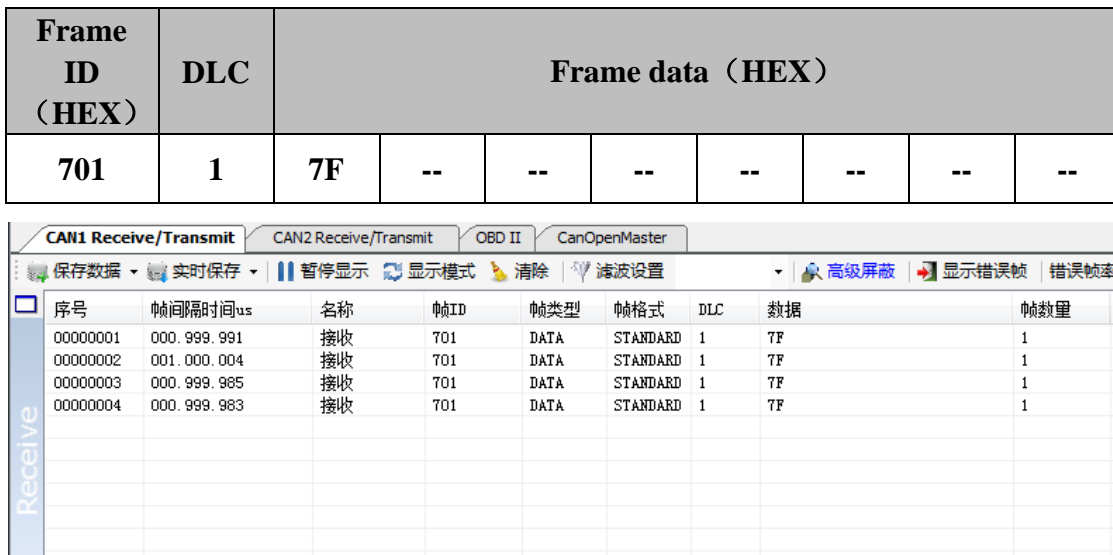 Frame ID （HEX） DLC Frame data（HEX）
701 1 7F -- -- -- -- -- -- --
CAN1 Receive/Transmit CAN2 Receive/Transmit OBD II CanOpenMaster
保存数据 实时保存 暂停显示 显示模式 清除 滤波设置 高级屏蔽 显示错误帧 错误帧率
序号 帧间隔时间us 名称 帧ID 帧类型 帧格式 DLC 数据 帧数量
00000001 000.999.991 接收 701 DATA STANDARD 1 7F 1
00000002 001.000.004 接收 701 DATA STANDARD 1 7F 1
00000003 000.999.985 接收 701 DATA STANDARD 1 7F 1
00000004 000.999.983 接收 701 DATA STANDARD 1 7F 1
Receive